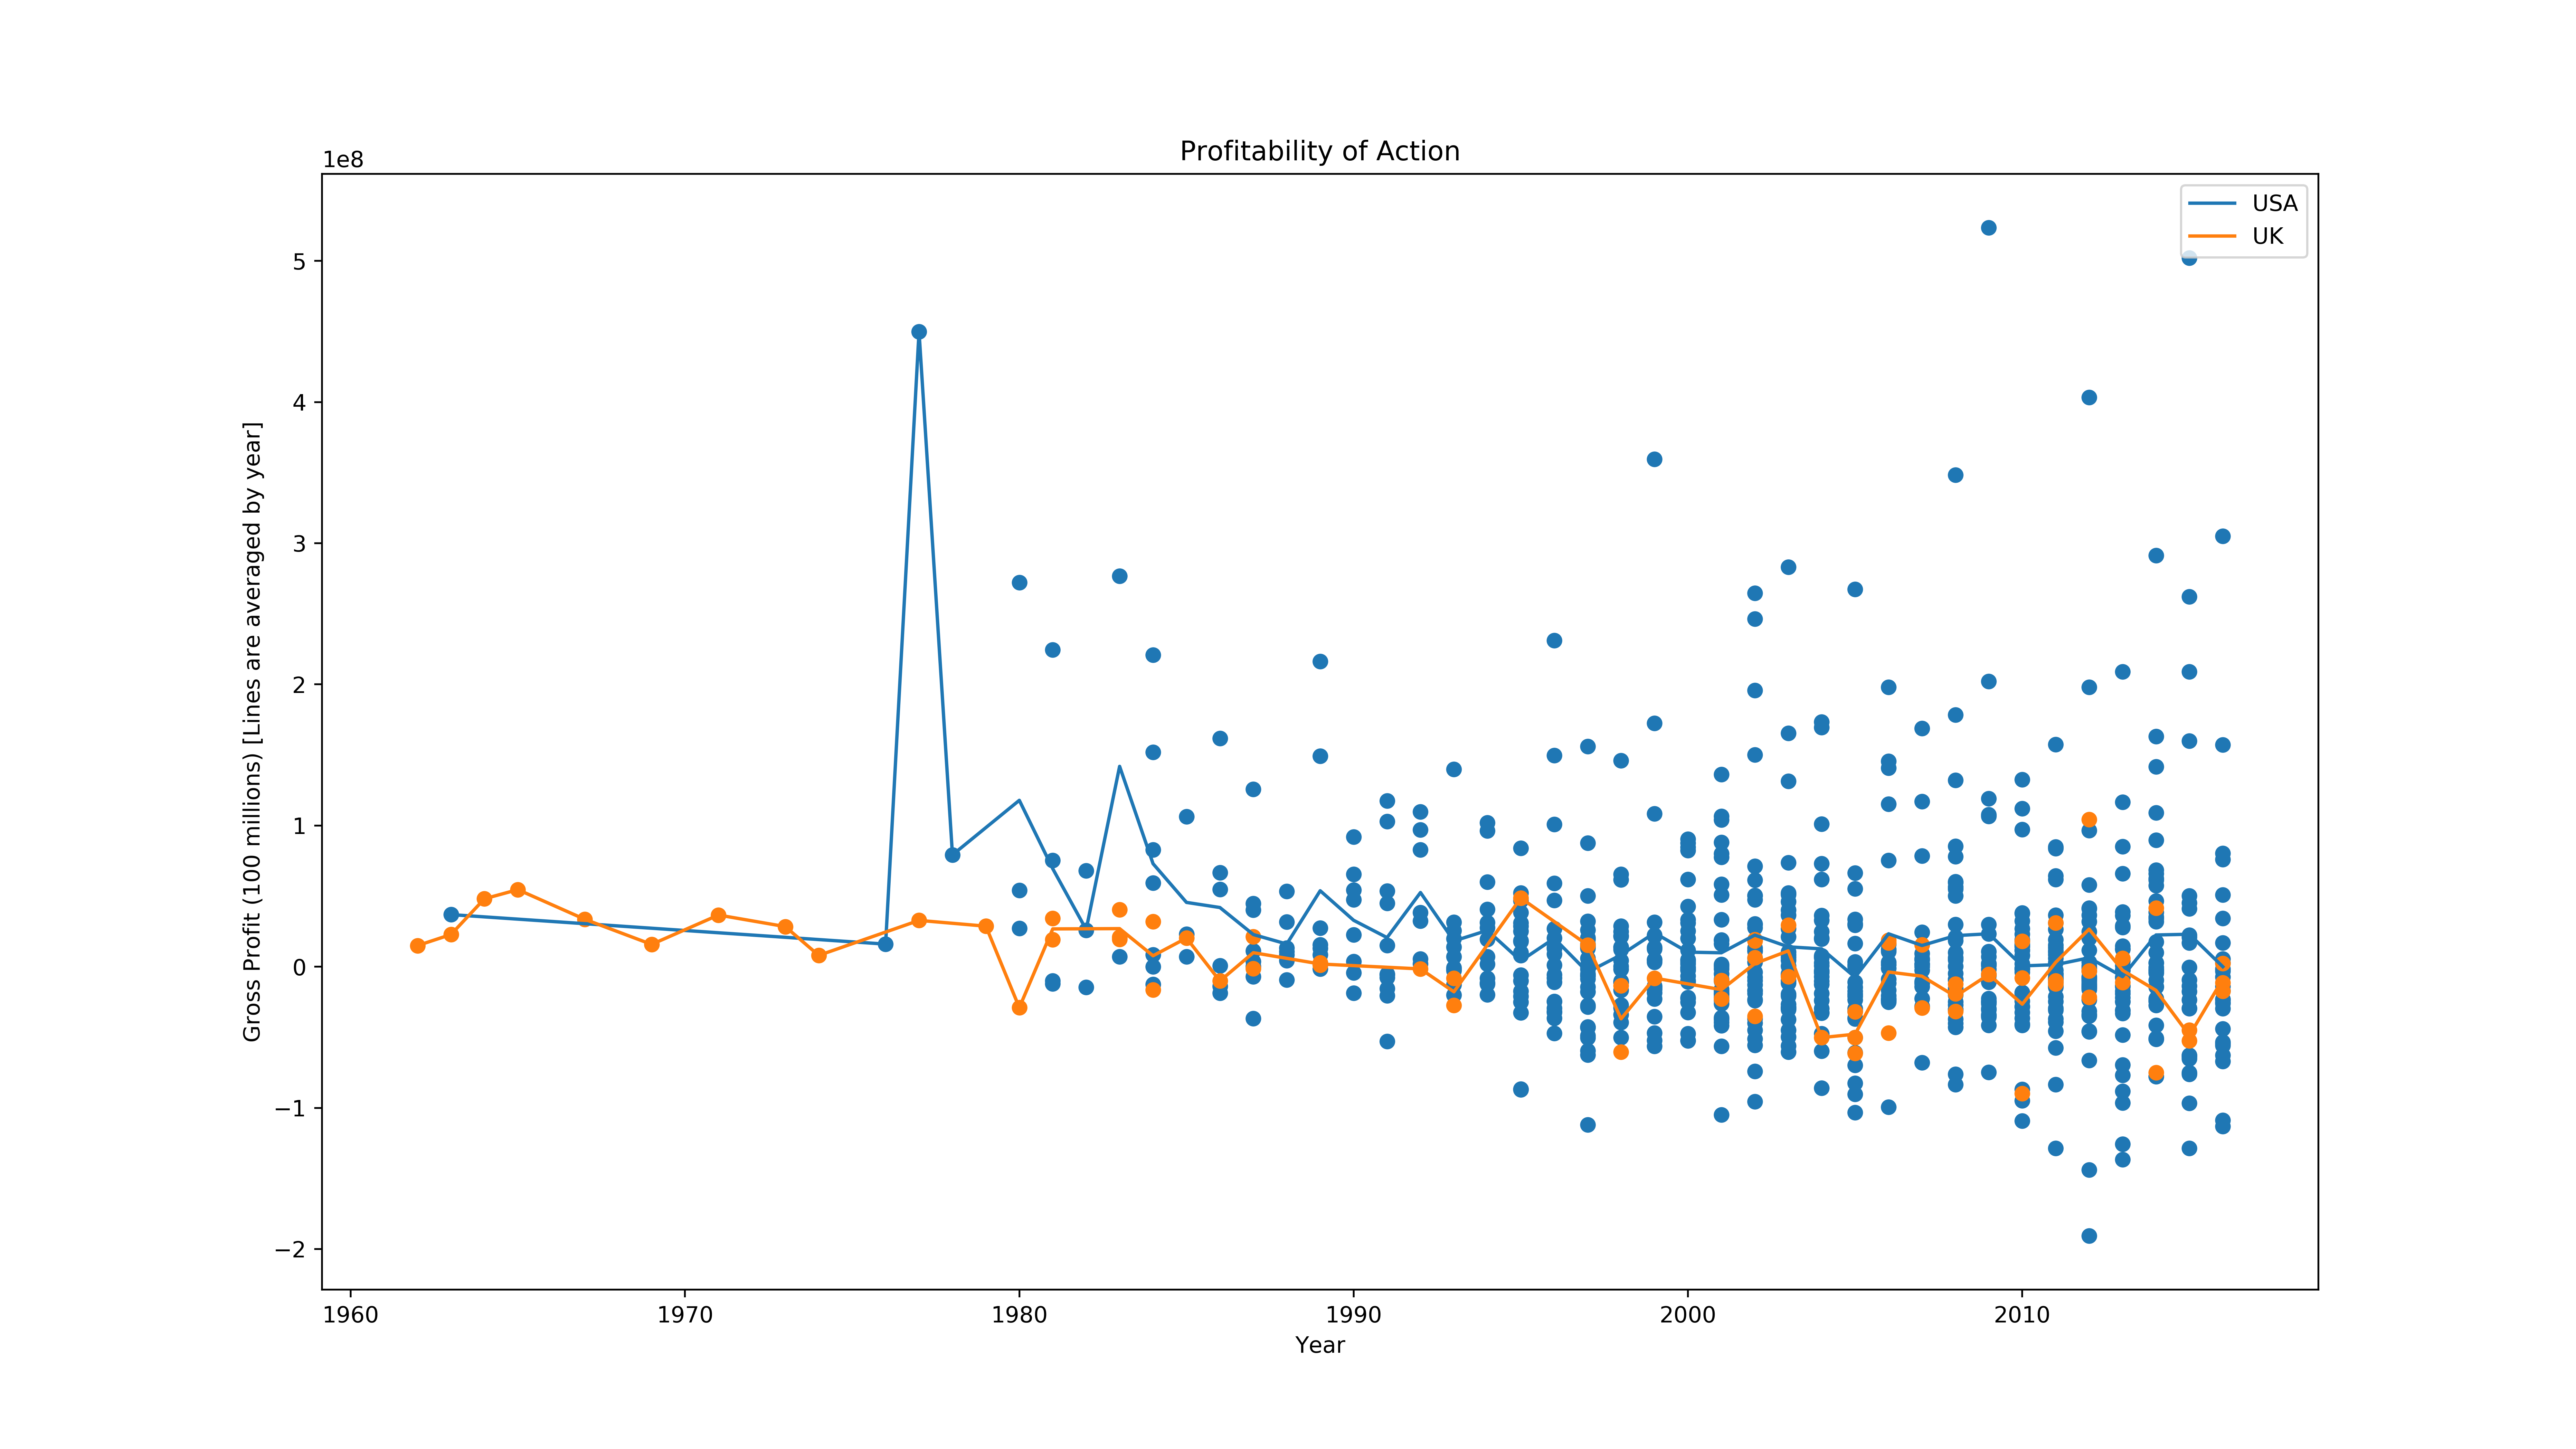 Profitability of Action
1e8
USA
UK
5
4
3
2
1
0
−1
−2
Gross Profit (100 millions) [Lines are averaged by year]
1960 1970 1980 1990 2000 2010
Year